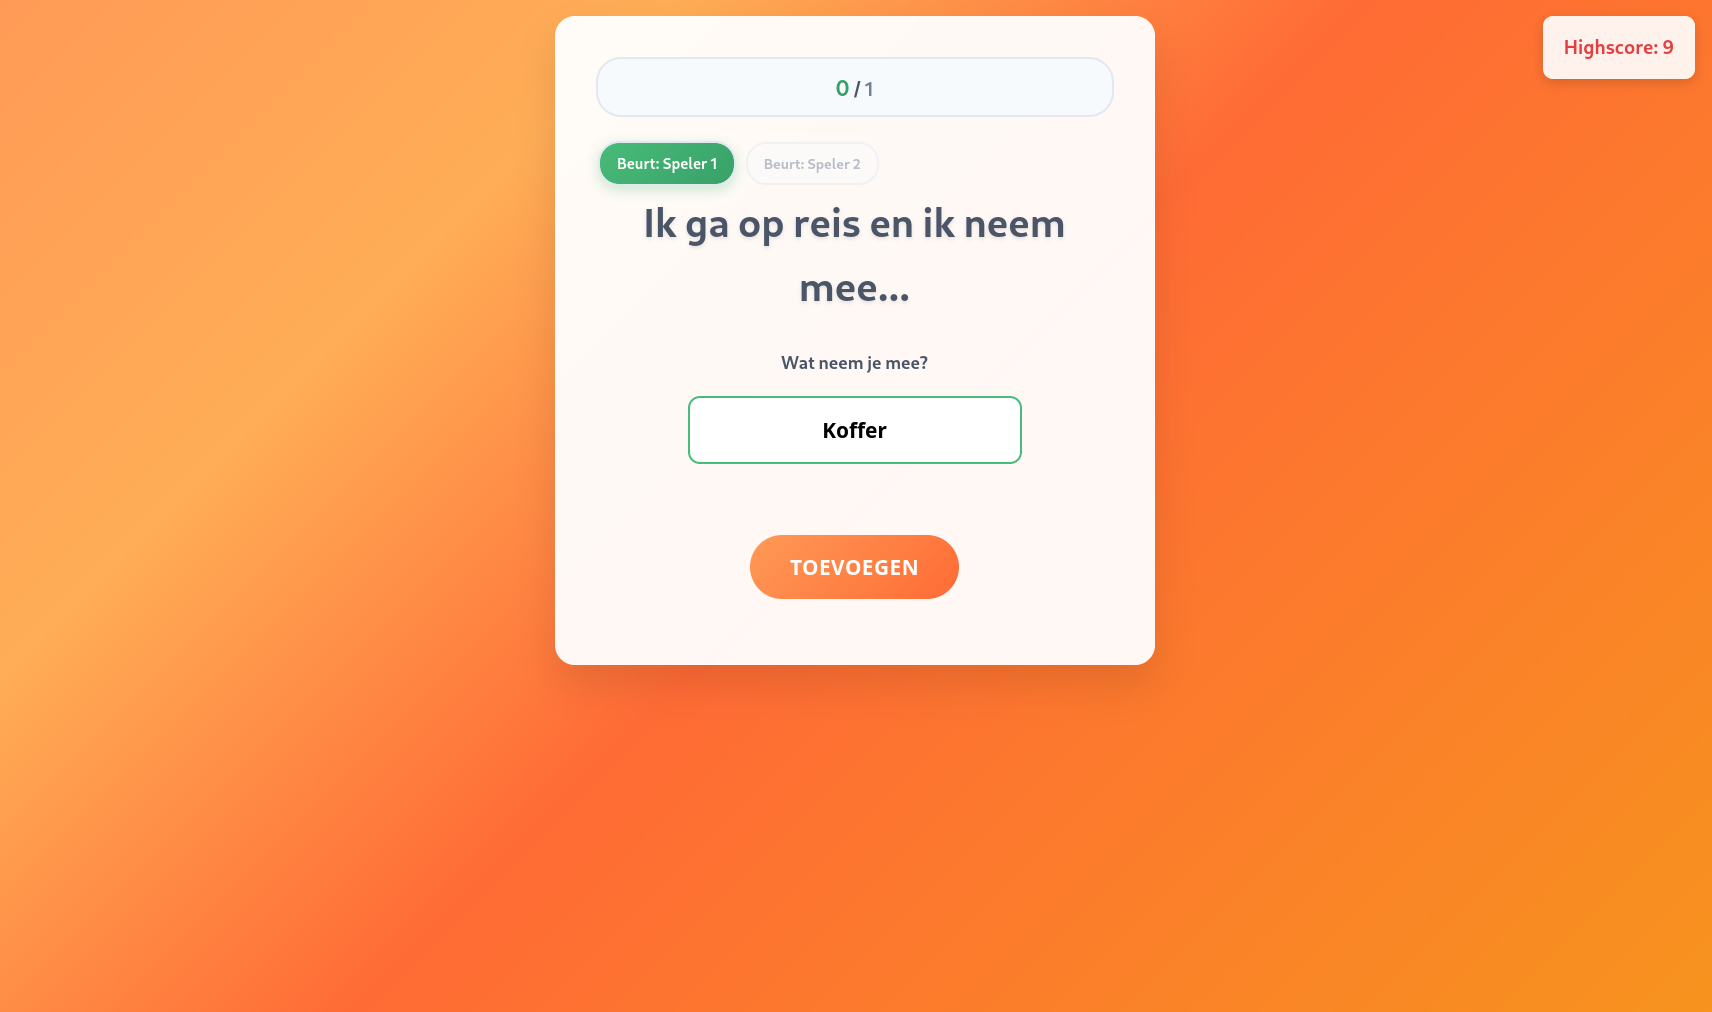 Highscore: 9
0 / 1
Beurt: Speler 1
Beurt: Speler 2
Ik ga op reis en ik neem
mee...
Wat neem je mee?
Koffer
TOEVOEGEN